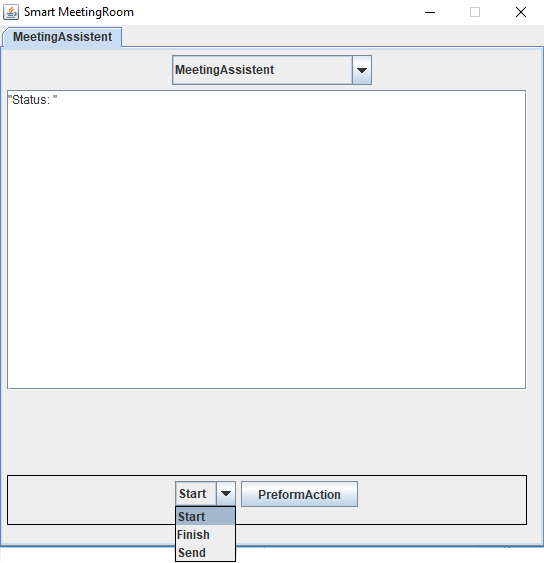 Smart MeetingRoom
MeetingAssistent
MeetingAssistent
"Status: "
Start PreformAction
Start
Finish
Send